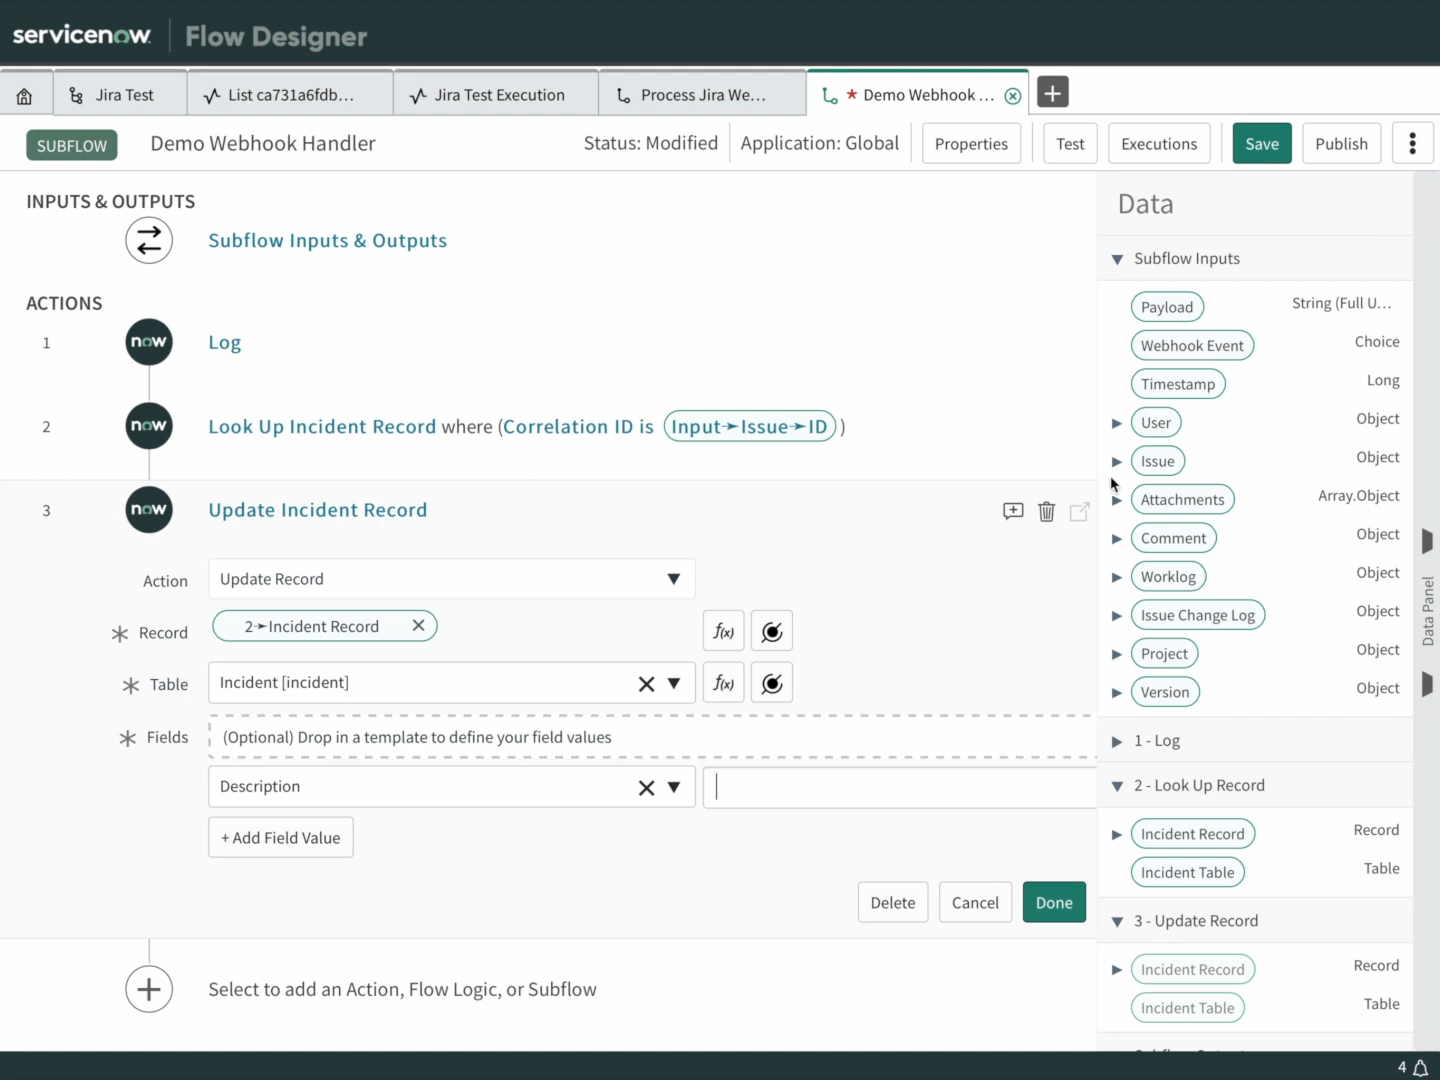 servicenow Flow Designer
Jira Test
List ca731a6fdb...
Jira Test Execution
Process Jira We...
* Demo Webhook ...
SUBFLOW
Demo Webhook Handler
Status: Modified
Application: Global
Properties
Test
Executions
Save
Publish
INPUTS & OUTPUTS
Subflow Inputs & Outputs
ACTIONS
1
now
Log
2
now
Look Up Incident Record where (Correlation ID is Input➛Issue➛ID )
3
now
Update Incident Record
Action
Update Record
* Record
2➛Incident Record
f(x)
* Table
Incident [incident]
f(x)
* Fields
(Optional) Drop in a template to define your field values
Description
+ Add Field Value
Delete
Cancel
Done
Select to add an Action, Flow Logic, or Subflow
Data
Subflow Inputs
Payload String (Full U...
Webhook Event Choice
Timestamp Long
User Object
Issue Object
Attachments Array.Object
Comment Object
Worklog Object
Issue Change Log Object
Project Object
Version Object
1 - Log
2 - Look Up Record
Incident Record Record
Incident Table Table
3 - Update Record
Incident Record Record
Incident Table Table
Data Panel
4